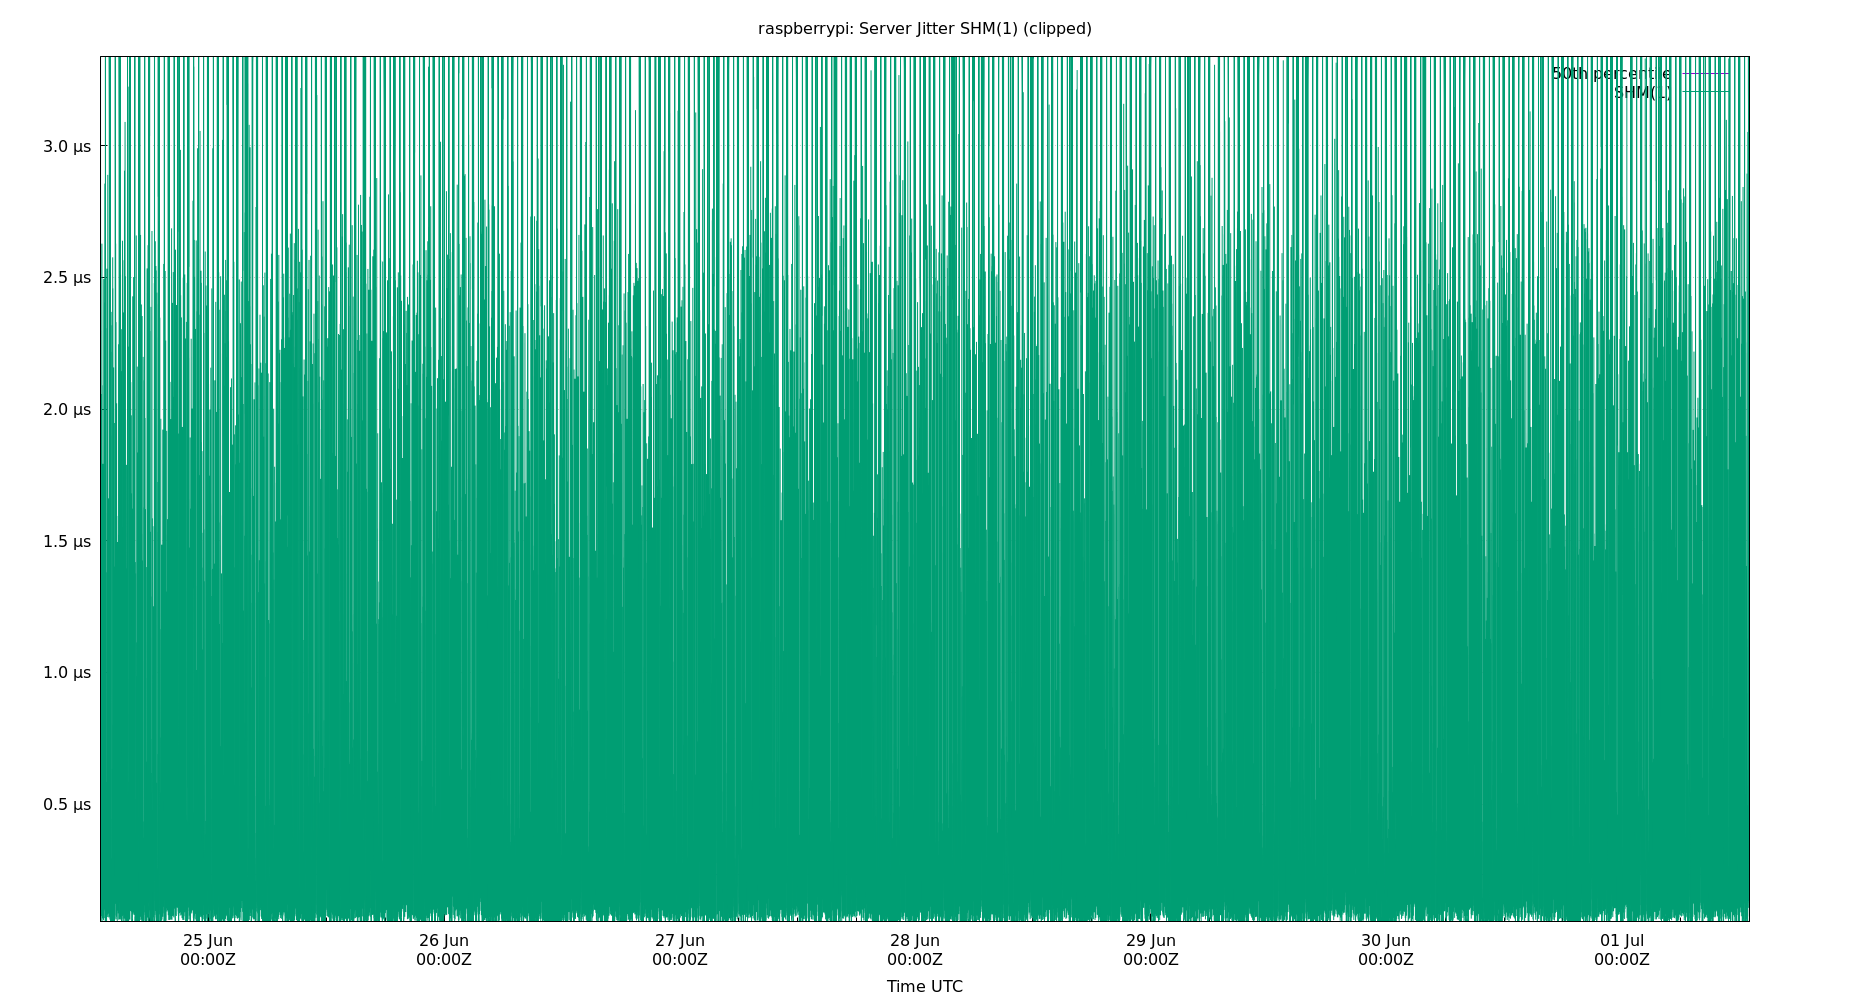 raspberrypi: Server Jitter SHM(1) (clipped)
50th percentile
SHM(1)
3.0 μs
2.5 μs
2.0 μs
1.5 μs
1.0 μs
0.5 μs
25 Jun 26 Jun 27 Jun 28 Jun 29 Jun 30 Jun 01 Jul
00:00Z 00:00Z 00:00Z 00:00Z 00:00Z 00:00Z 00:00Z
Time UTC